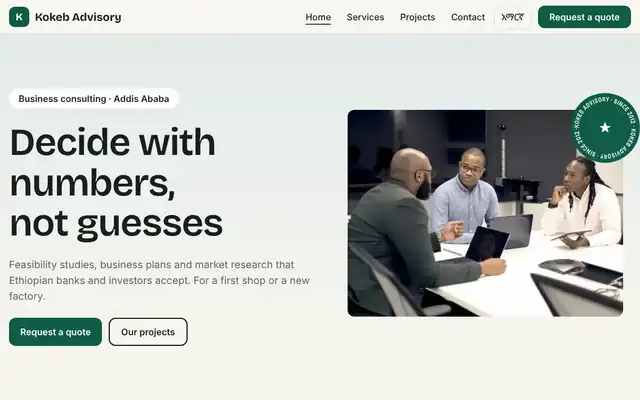 K Kokeb Advisory
Home Services Projects Contact አማርኛ Request a quote
Business consulting · Addis Ababa
Decide with
numbers,
not guesses
Feasibility studies, business plans and market research that
Ethiopian banks and investors accept. For a first shop or a new
factory.
Request a quote Our projects
KOKEB ADVISORY · SINCE 2012 · KOKEB ADVISORY · SINCE 2012 ·